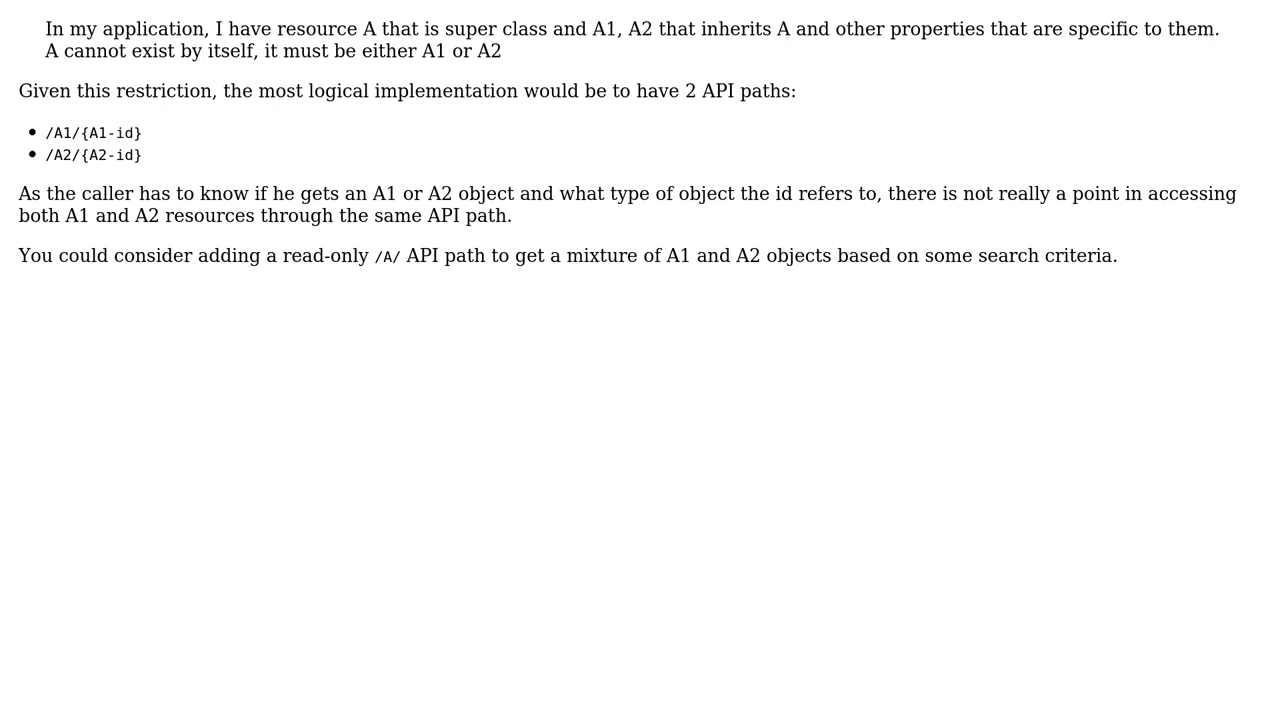 In my application, I have resource A that is super class and A1, A2 that inherits A and other properties that are specific to them.
A cannot exist by itself, it must be either A1 or A2
Given this restriction, the most logical implementation would be to have 2 API paths:
• /A1/{A1-id}
• /A2/{A2-id}
As the caller has to know if he gets an A1 or A2 object and what type of object the id refers to, there is not really a point in accessing
both A1 and A2 resources through the same API path.
You could consider adding a read-only /A/ API path to get a mixture of A1 and A2 objects based on some search criteria.